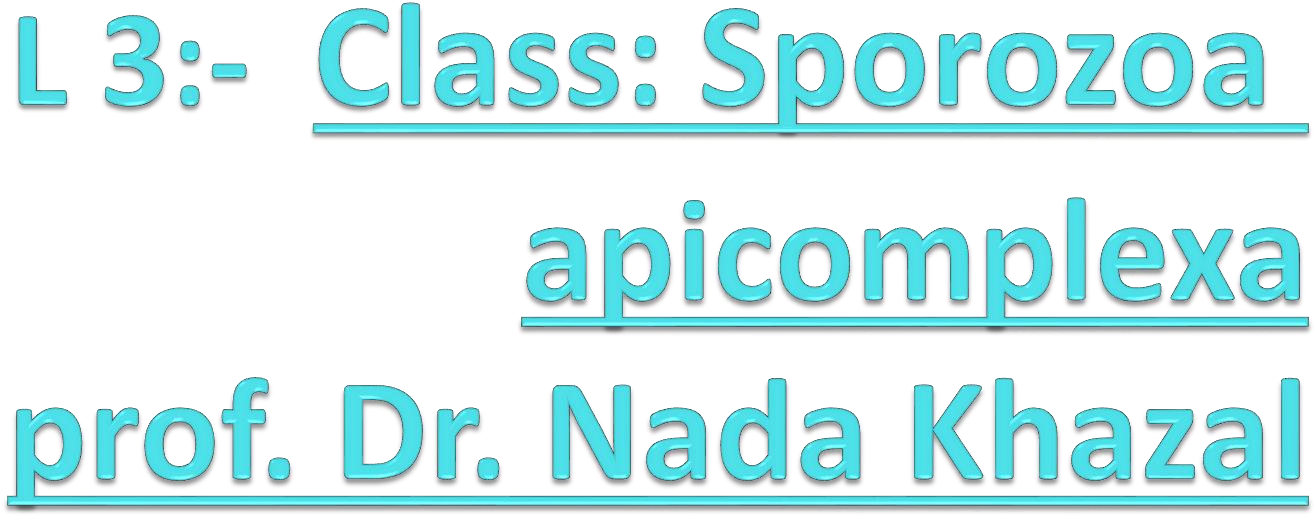 L 3:- Class: Sporozoa
apicomplexa
prof. Dr. Nada Khazal